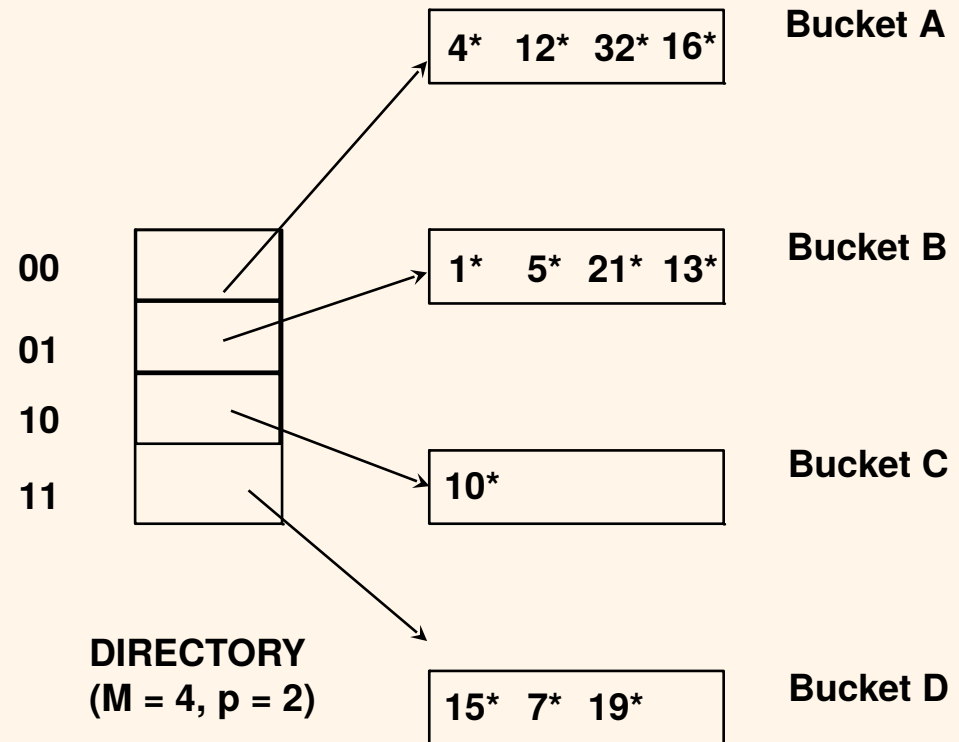 4* 12* 32* 16*
Bucket A
00
01
10
11
1* 5* 21* 13*
Bucket B
10*
Bucket C
DIRECTORY
(M = 4, p = 2)
15* 7* 19*
Bucket D